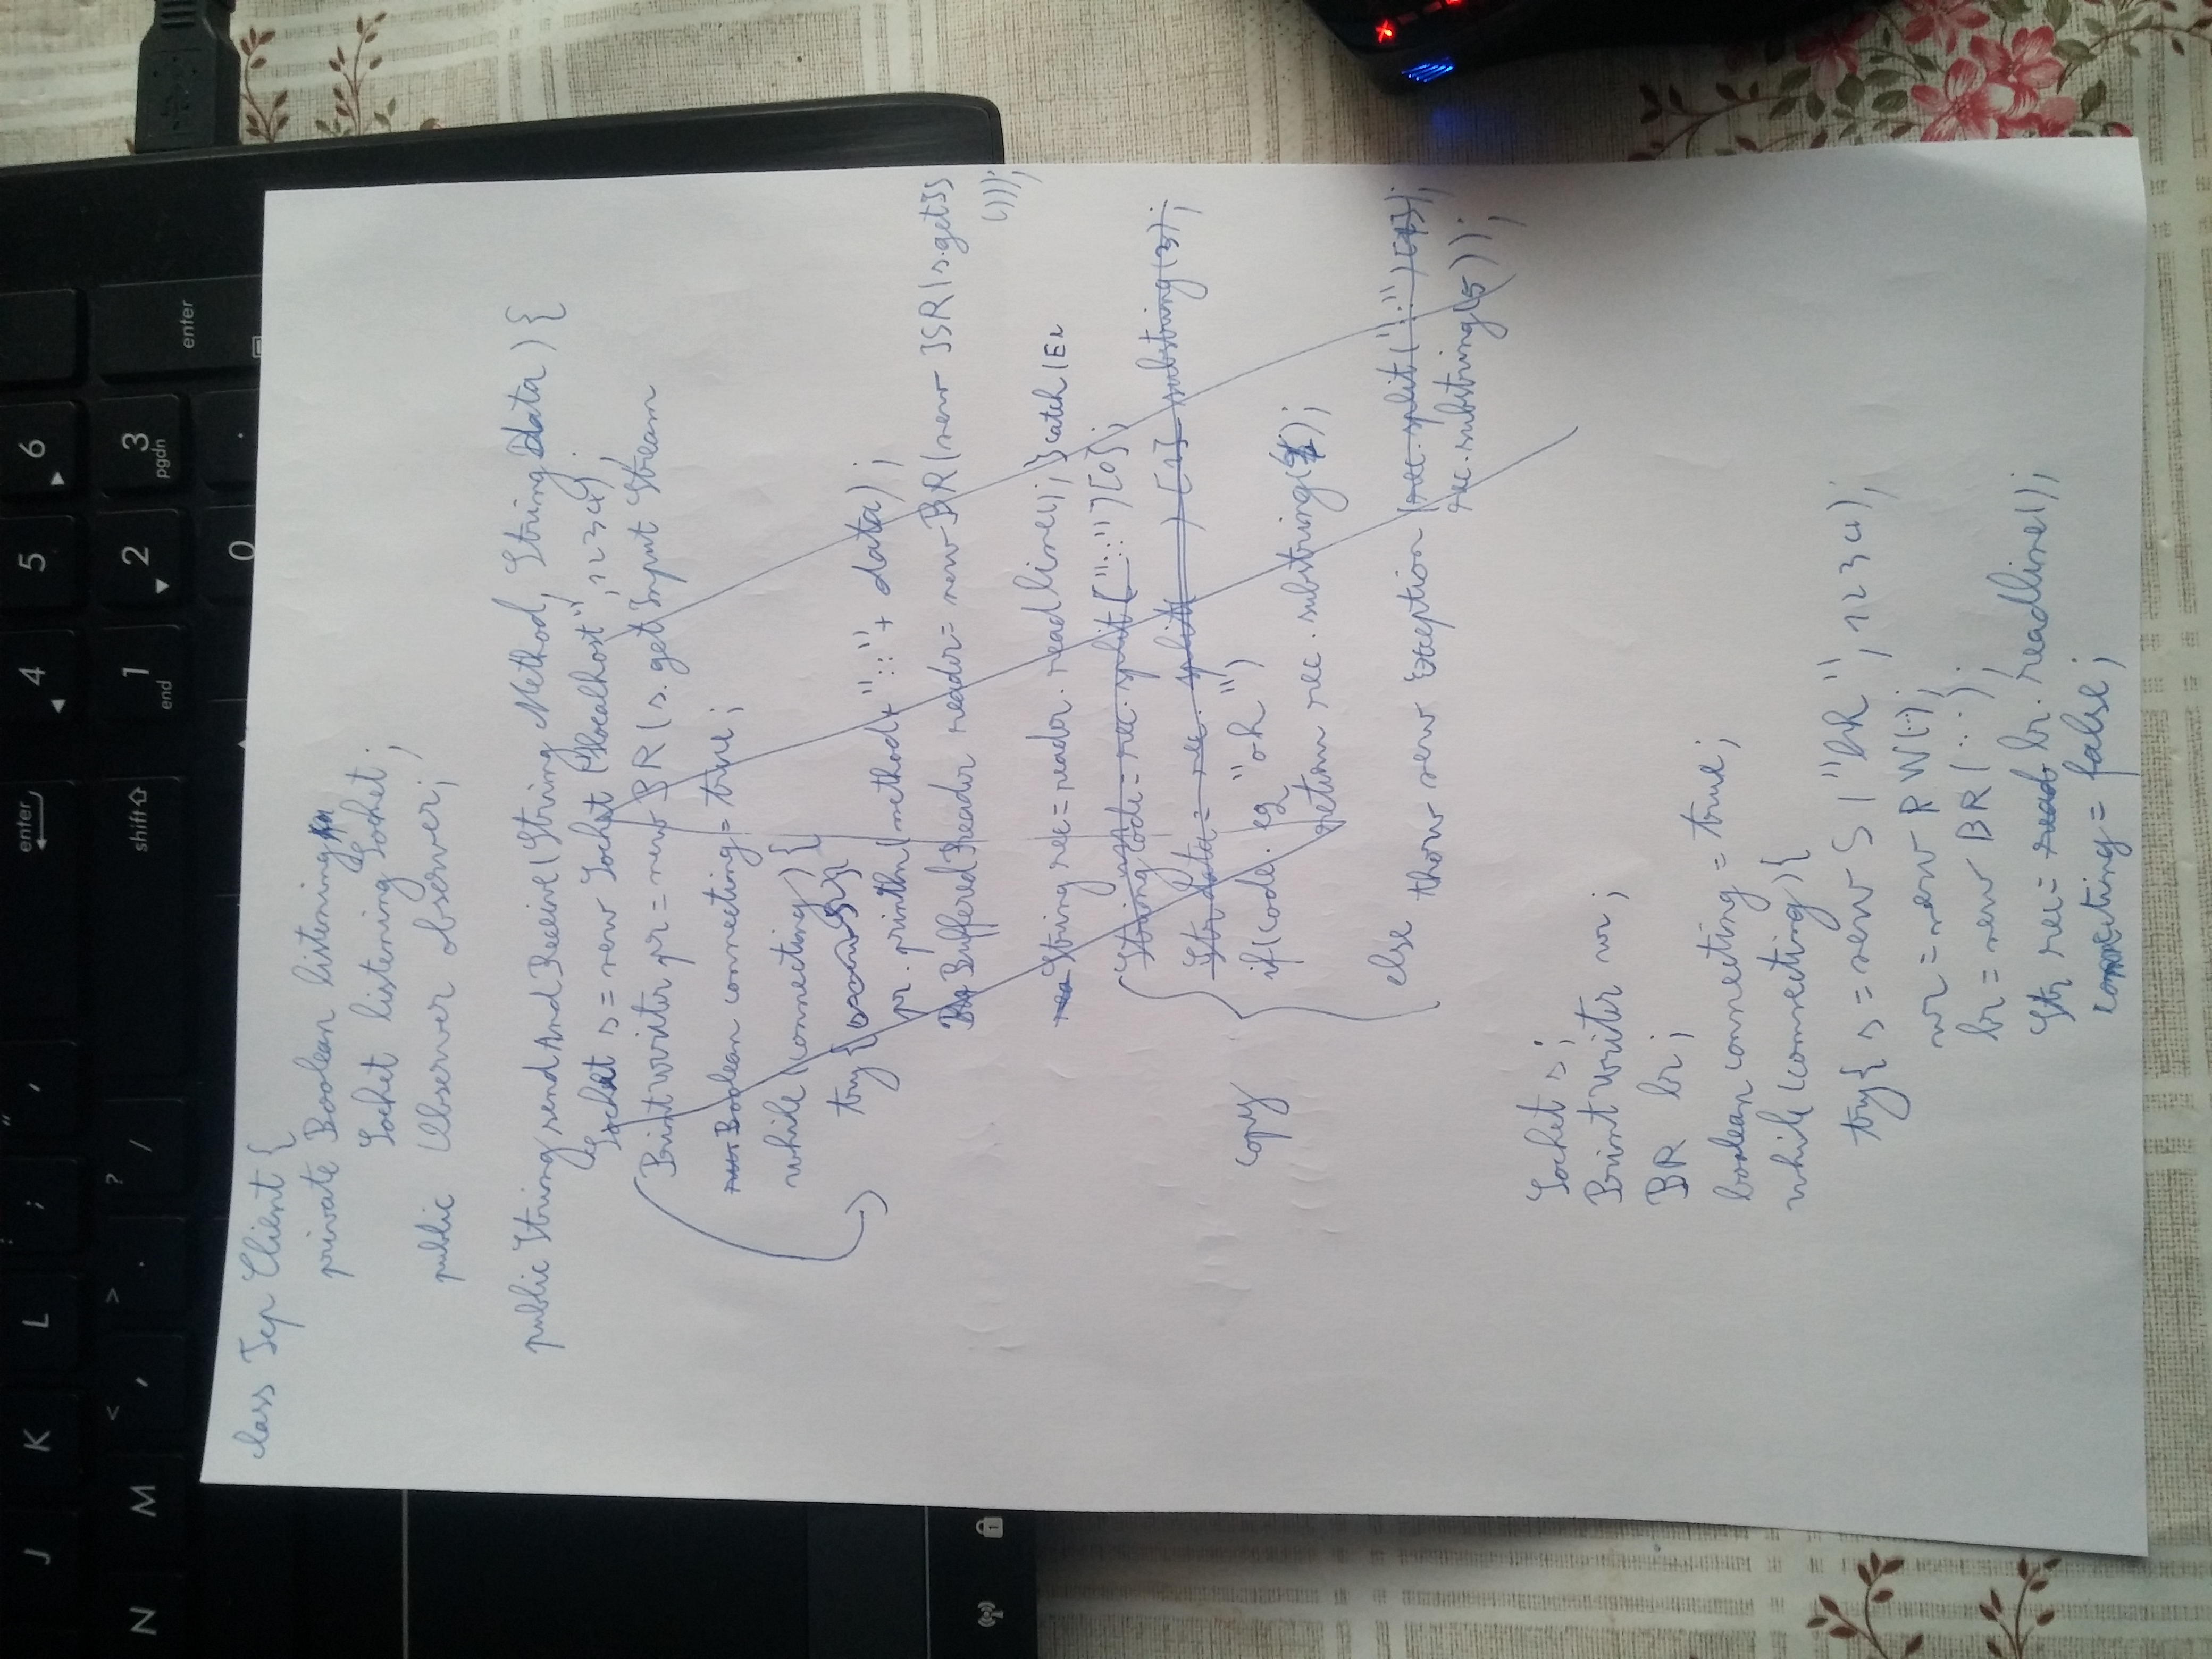 J K L : ; " ' enter 4 5 6
N M < , > . ? / shift 1 end 2 3 pgdn enter
0 .
class Tcp Client {
private Boolean listening
Socket listening Socket ;
public Observer observer;
public String send And Receive (String Method, String Data ) {
Socket s = new Socket ("localhost", 1234);
PrintWriter pr = new BR ( s. get Input Stream
Boolean connecting = true ;
while (connecting ) {
try {
pr. println (method + "::" + data) ;
BufferedReader reader = new BR (new ISR ( s.getIS
()));
String rec = reader. readline(); } catch (Ex
String code = rec. split ("::") [0];
Str data = rec. split( ) [1] substring (3);
copy
if (code. eq "ok ")
return rec. substring( );
else
thow new Exception (rec. split ("::") [1]);
rec. substring (5 ));
Socket s ;
PrintWriter wr ;
BR br ;
boolean connecting = true;
while (connecting) {
try { s = new S ( "lh", 1234);
wr = new PW(..);
br = new BR (...);
Str rec = read br. readline();
connecting = false;